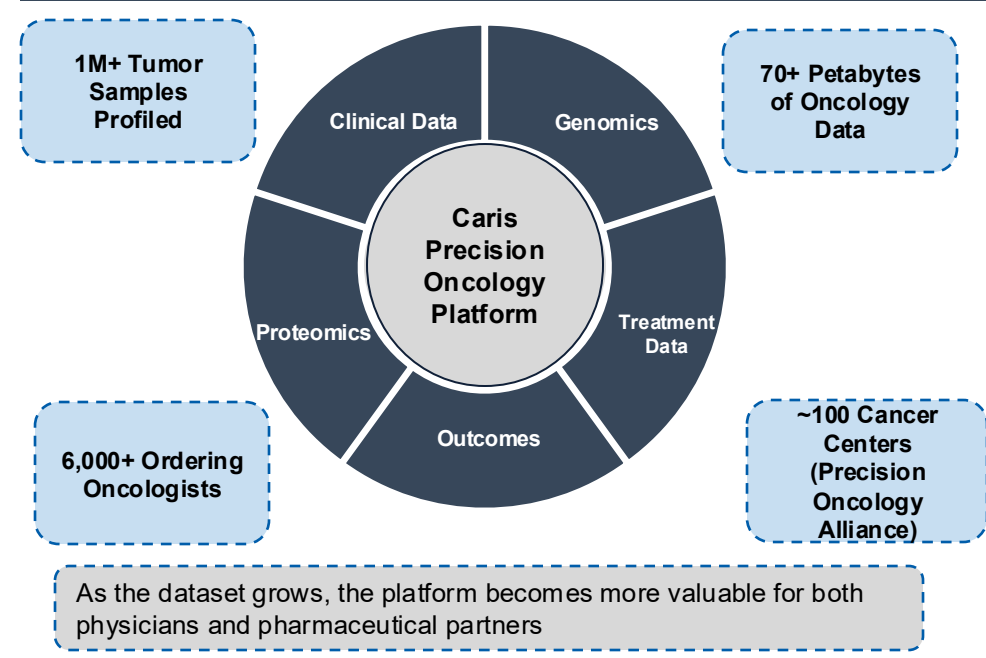 1M+ Tumor
Samples
Profiled
70+ Petabytes
of Oncology
Data
Clinical Data
Genomics
Caris
Precision
Oncology
Platform
Proteomics
Treatment
Data
Outcomes
6,000+ Ordering
Oncologists
~100 Cancer
Centers
(Precision
Oncology
Alliance)
As the dataset grows, the platform becomes more valuable for both
physicians and pharmaceutical partners